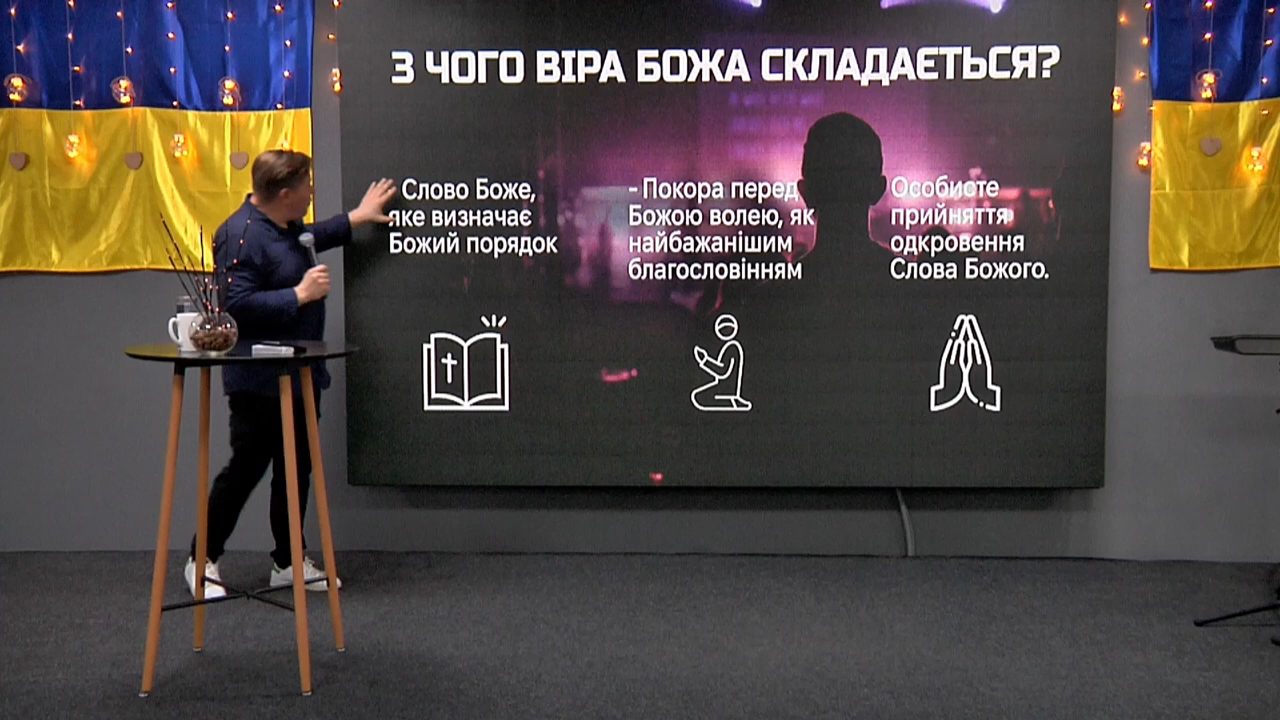 З ЧОГО ВІРА БОЖА СКЛАДАЄТЬСЯ?
Слово Боже,
яке визначає
Божий порядок
- Покора перед
Божою волею, як
найбажанішим
благословінням
Особисте
прийняття
одкровення
Слова Божого.